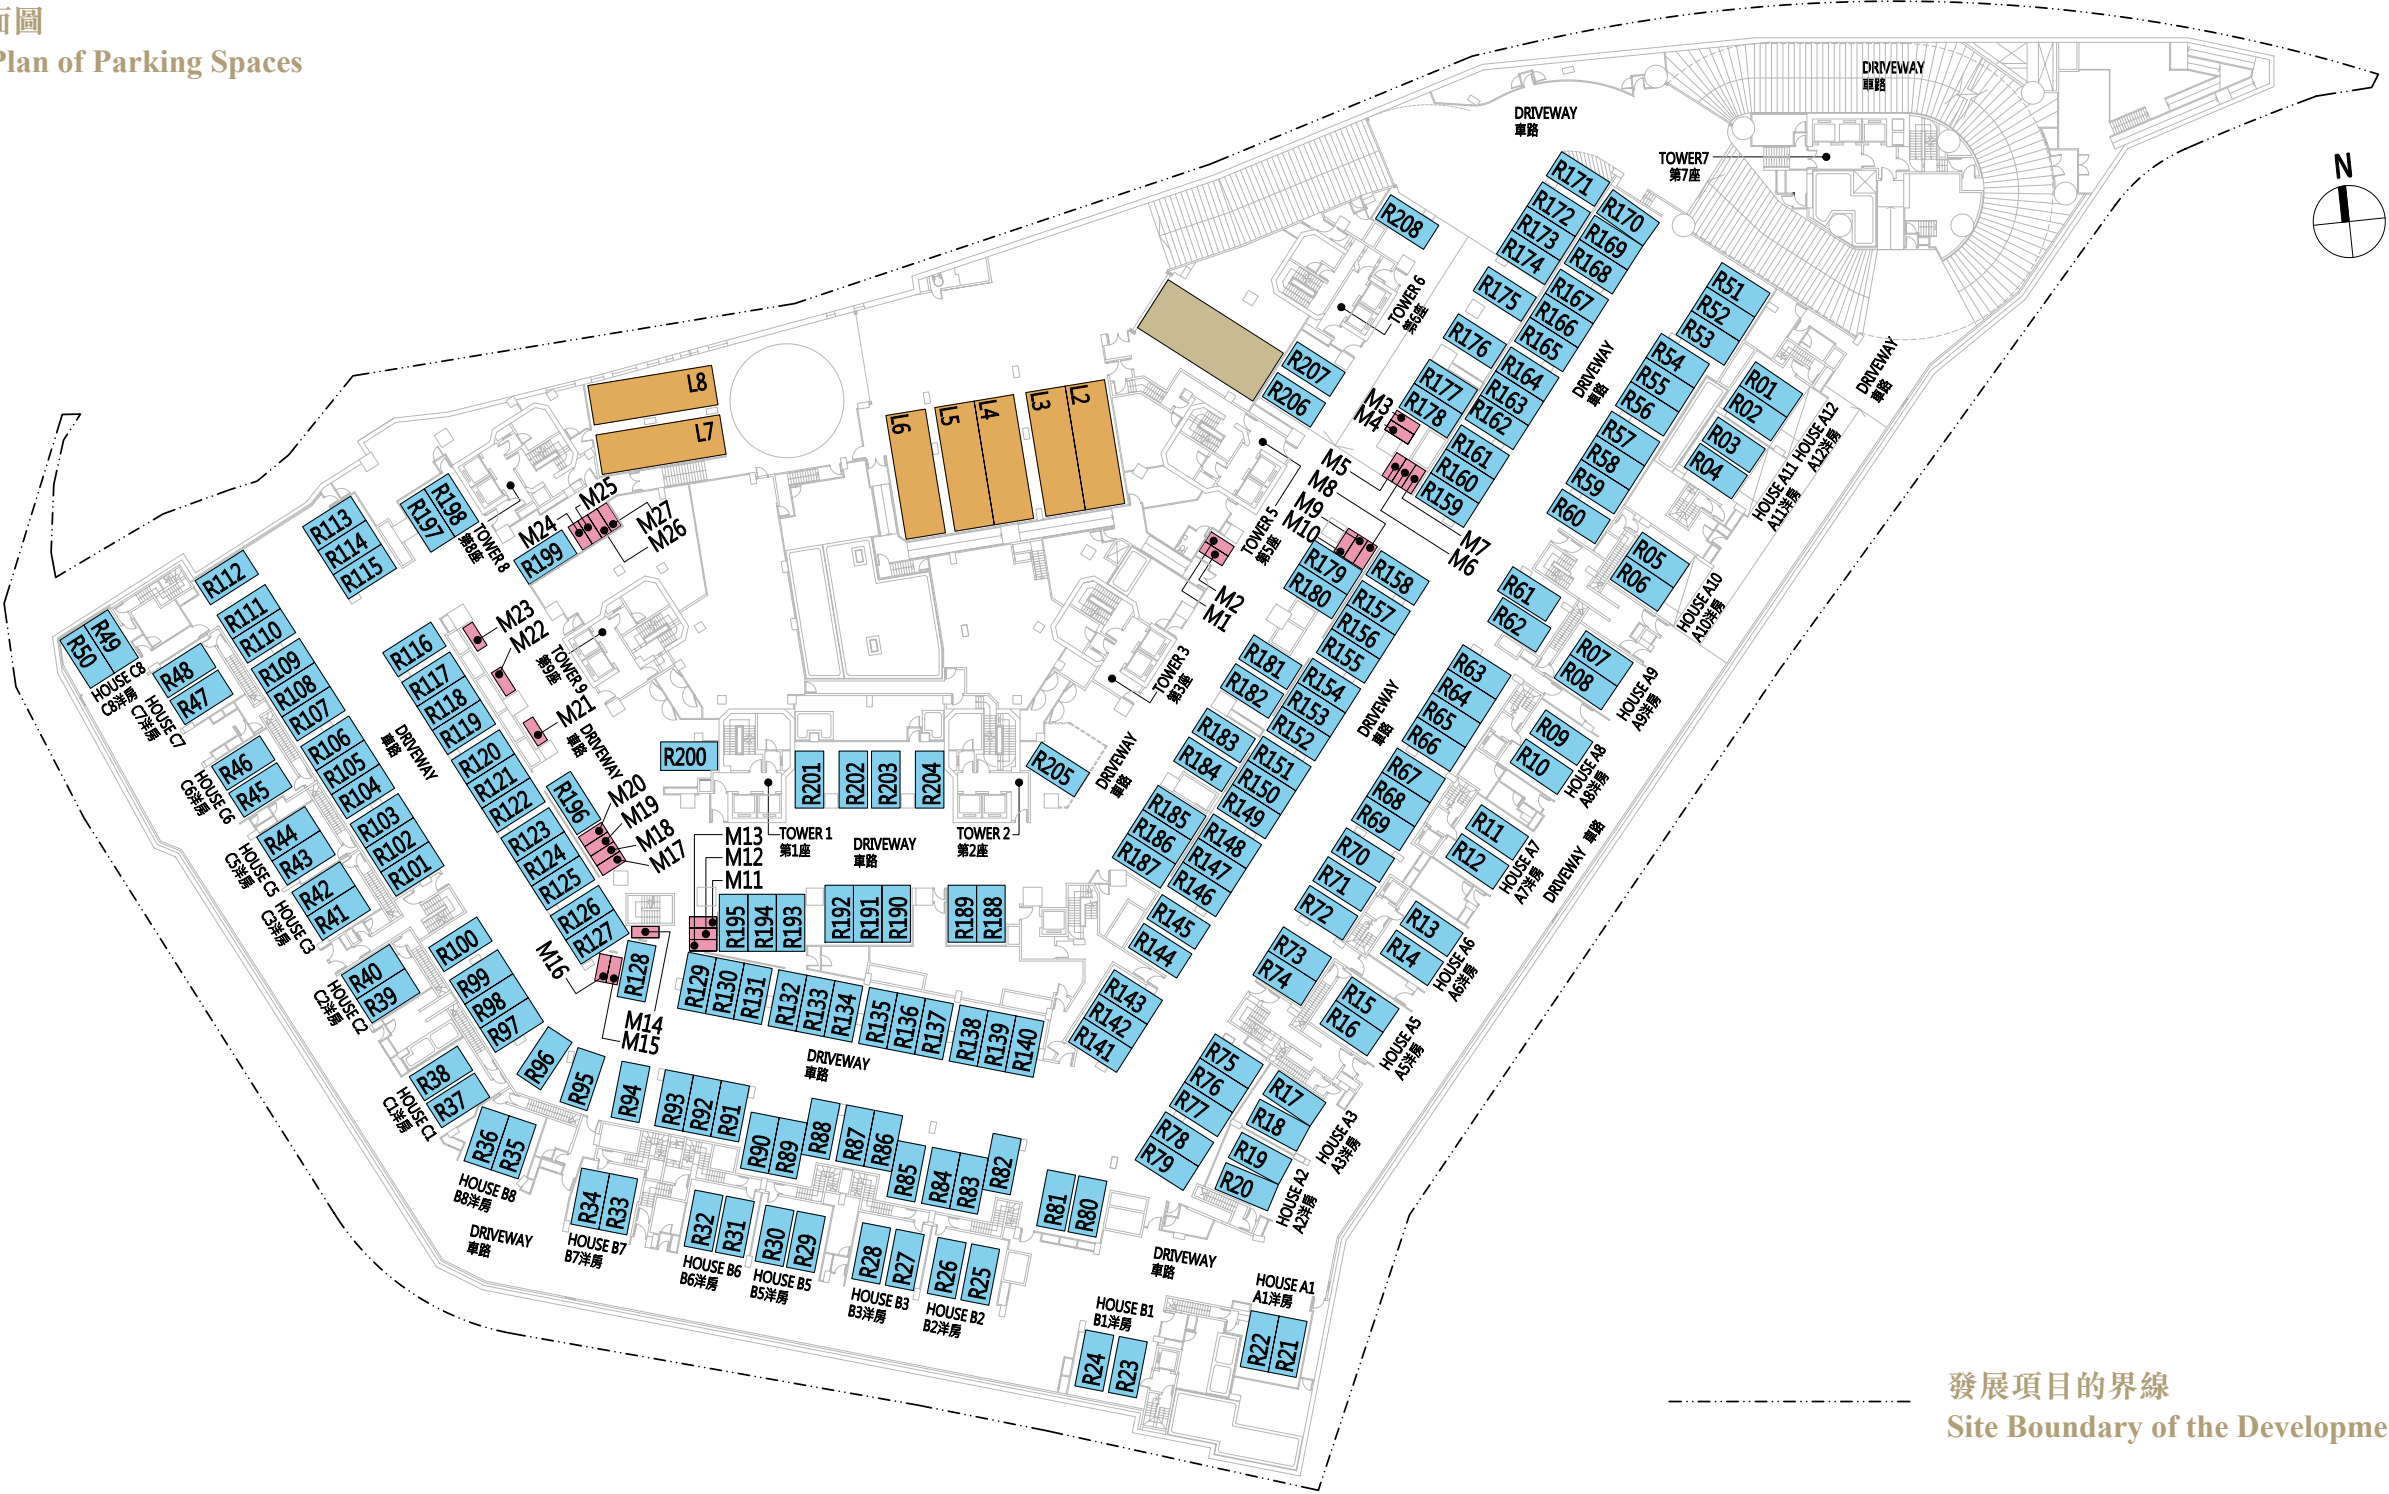 面圖
Plan of Parking Spaces
N
DRIVEWAY
車路
DRIVEWAY
車路
TOWER7
第7座
R171
R172
R173
R174
R175
R176
R177
R178
R170
R169
R168
R167
R166
R165
R164
R163
R162
R161
R160
R159
R208
R207
R206
TOWER 6
第6座
M3
M4
M5
M8
M9
M10
M7
M6
M2
M1
TOWER 5
第5座
TOWER 3
第3座
R51
R52
R53
R54
R55
R56
R57
R58
R59
R60
DRIVEWAY
車路
DRIVEWAY
車路
R01
R02
R03
R04
HOUSE A12
A12洋房
HOUSE A11
A11洋房
R05
R06
HOUSE A10
A10洋房
R61
R62
R07
R08
HOUSE A9
A9洋房
R63
R64
R65
R66
R09
R10
HOUSE A8
A8洋房
R67
R68
R69
R70
R71
R72
R11
R12
HOUSE A7
A7洋房
DRIVEWAY 車路
R13
R14
HOUSE A6
A6洋房
R73
R74
R15
R16
HOUSE A5
A5洋房
R75
R76
R77
R78
R79
R17
R18
HOUSE A3
A3洋房
R19
R20
HOUSE A2
A2洋房
R179
R180
R158
R157
R156
R155
R154
R153
R152
R151
R150
R149
R148
R147
R146
R145
R144
R143
R142
R141
R181
R182
R183
R184
R185
R186
R187
DRIVEWAY
車路
DRIVEWAY
車路
L8
L7
L6
L5
L4
L3
L2
R198
R197
TOWER 8
第8座
M25
M24
M27
M26
R199
R113
R114
R115
R112
R111
R110
R109
R108
R107
R106
R105
R104
R103
R102
R101
R100
R99
R98
R97
R96
R95
R94
R93
R92
R91
R90
R89
R88
R87
R86
R85
R84
R83
R82
R81
R80
R49
R50
HOUSE C8
C8洋房
R48
R47
HOUSE C7
C7洋房
R46
R45
HOUSE C6
C6洋房
R44
R43
HOUSE C5
C5洋房
R42
R41
HOUSE C3
C3洋房
R40
R39
HOUSE C2
C2洋房
R38
R37
HOUSE C1
C1洋房
R36
R35
HOUSE B8
B8洋房
DRIVEWAY
車路
R34
R33
HOUSE B7
B7洋房
R32
R31
HOUSE B6
B6洋房
R30
R29
HOUSE B5
B5洋房
R28
R27
HOUSE B3
B3洋房
R26
R25
HOUSE B2
B2洋房
DRIVEWAY
車路
HOUSE A1
A1洋房
HOUSE B1
B1洋房
R24
R23
R22
R21
M23
M22
M21
TOWER 9
第9座
DRIVEWAY
車路
DRIVEWAY
車路
R116
R117
R118
R119
R120
R121
R122
R123
R124
R125
R126
R127
R128
R196
M20
M19
M18
M17
M16
M14
M15
M13
M12
M11
R200
R201
R202
R203
R204
R205
TOWER 1
第1座
DRIVEWAY
車路
TOWER 2
第2座
R195
R194
R193
R192
R191
R190
R189
R188
R129
R130
R131
R132
R133
R134
R135
R136
R137
R138
R139
R140
DRIVEWAY
車路
發展項目的界線
Site Boundary of the Developme